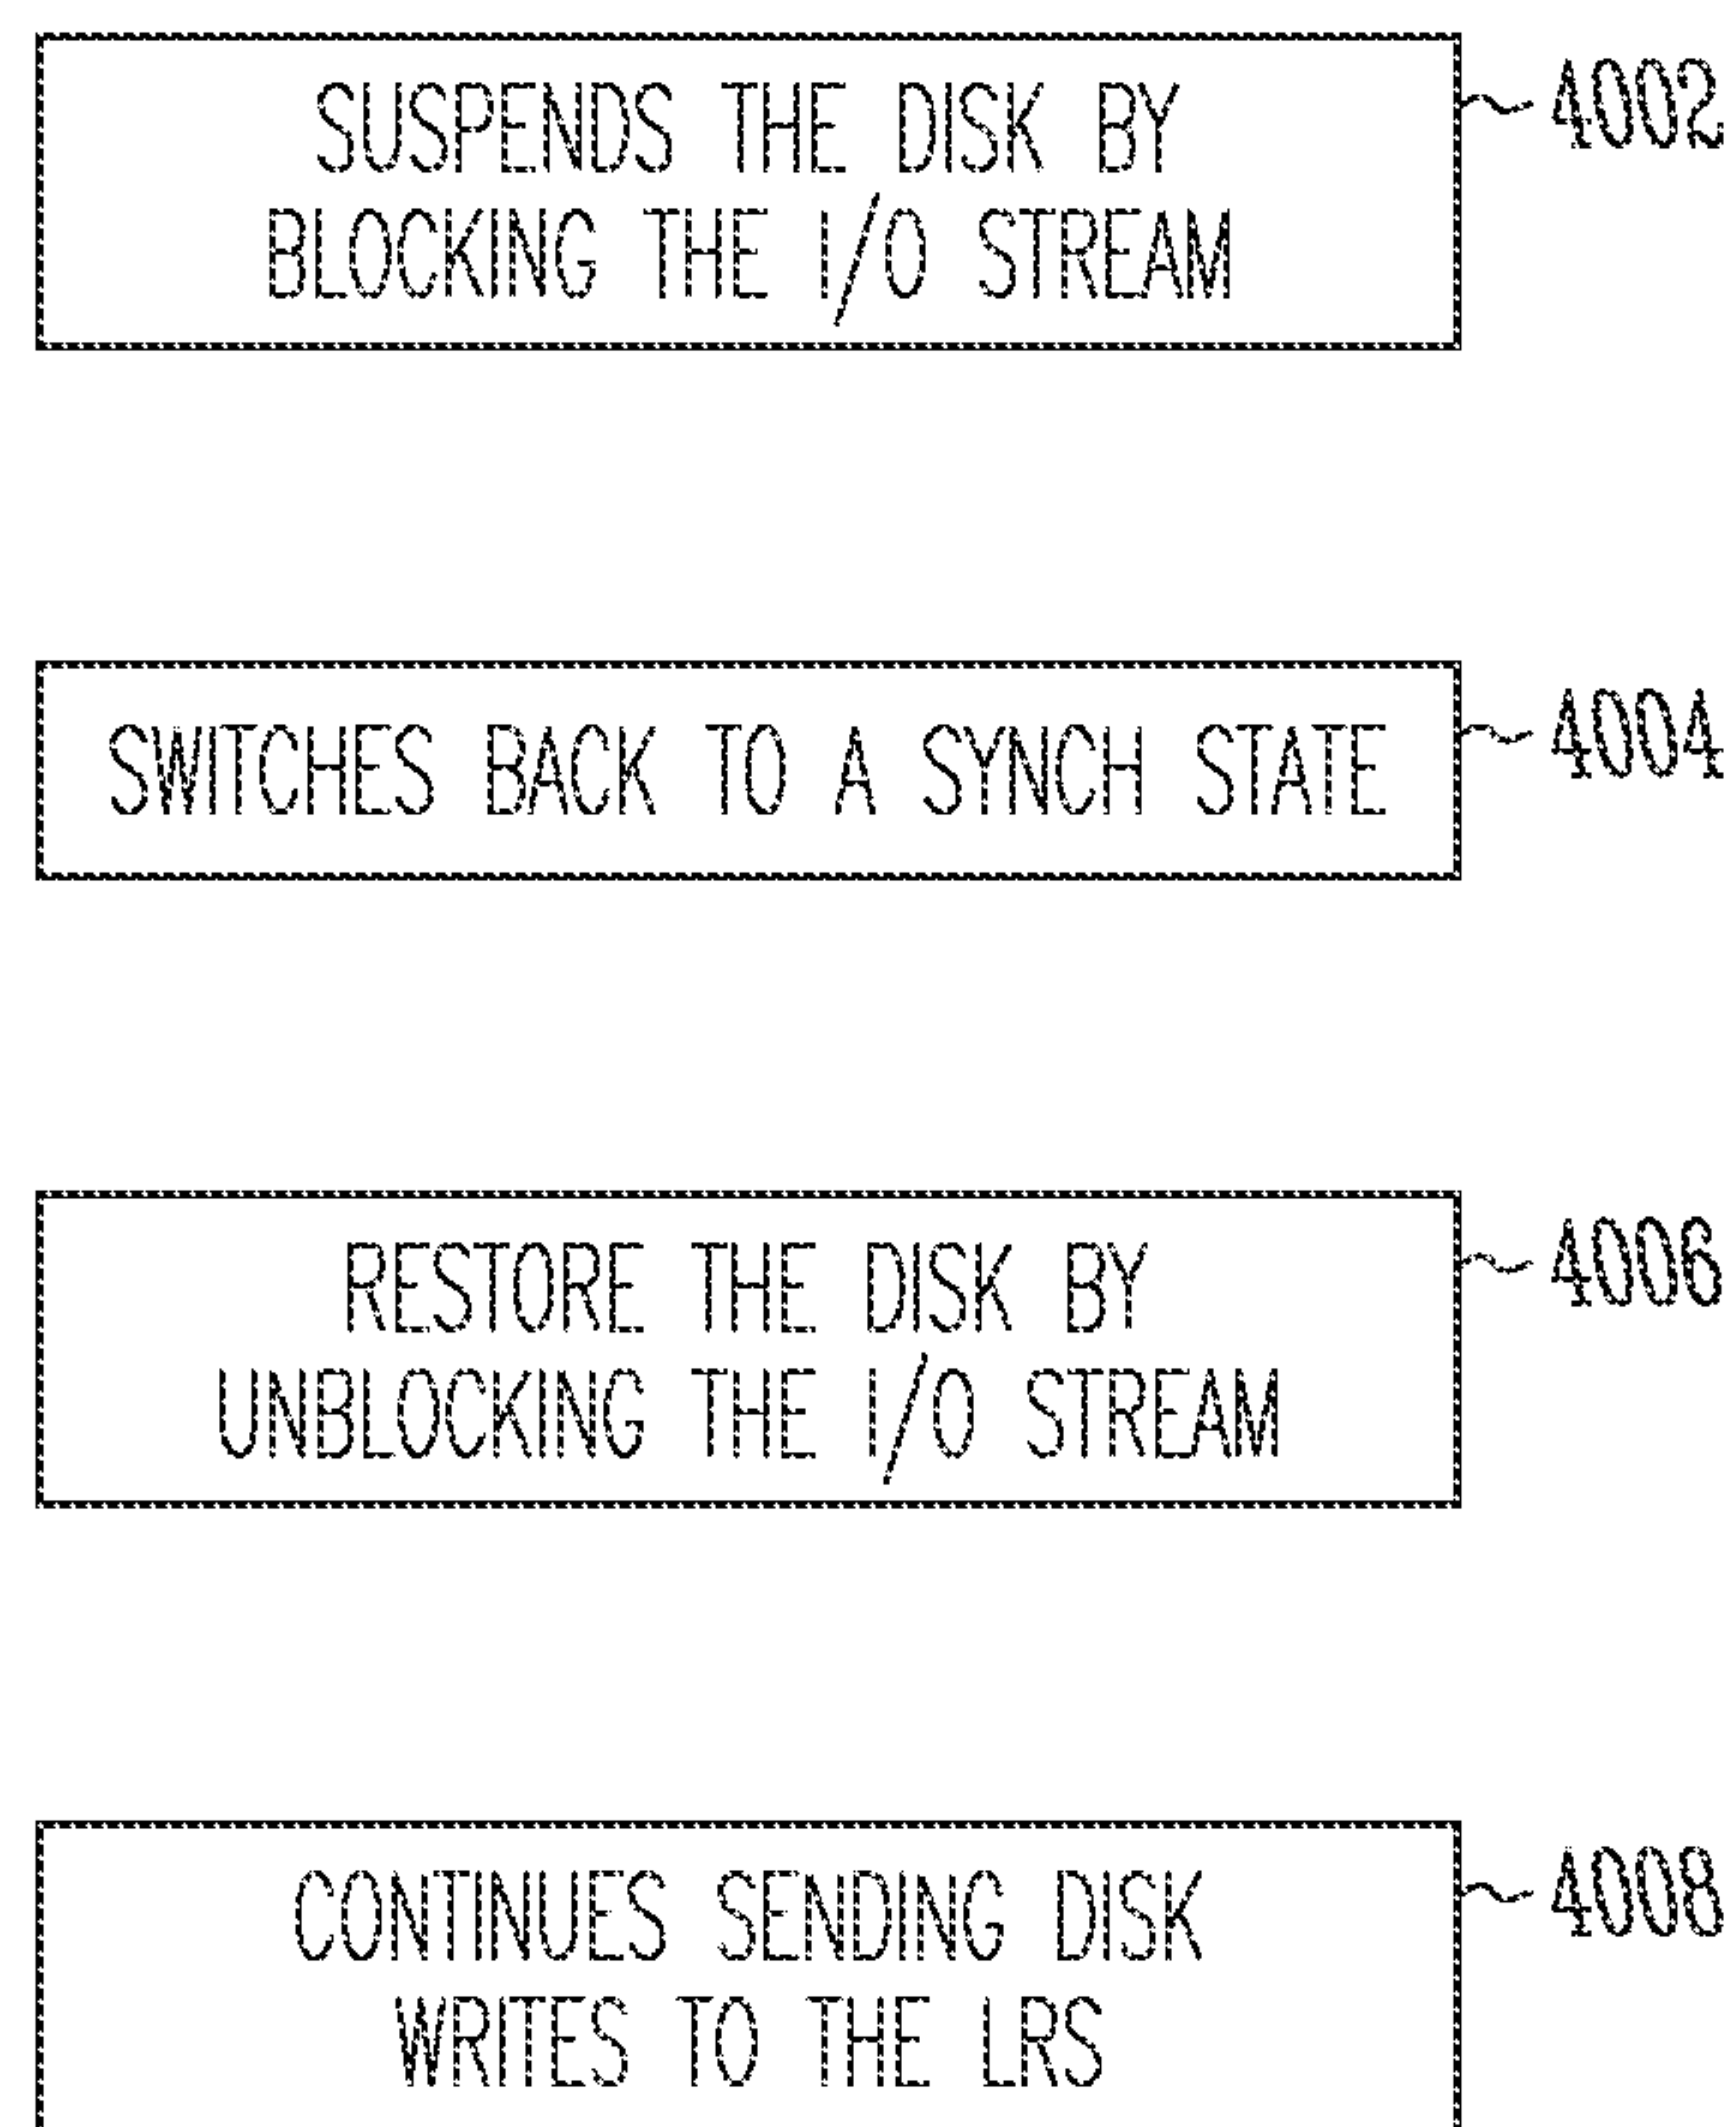 SUSPENDS THE DISK BY
BLOCKING THE I/O STREAM
4002
SWITCHES BACK TO A SYNCH STATE
4004
RESTORE THE DISK BY
UNBLOCKING THE I/O STREAM
4006
CONTINUES SENDING DISK
WRITES TO THE LRS
4008